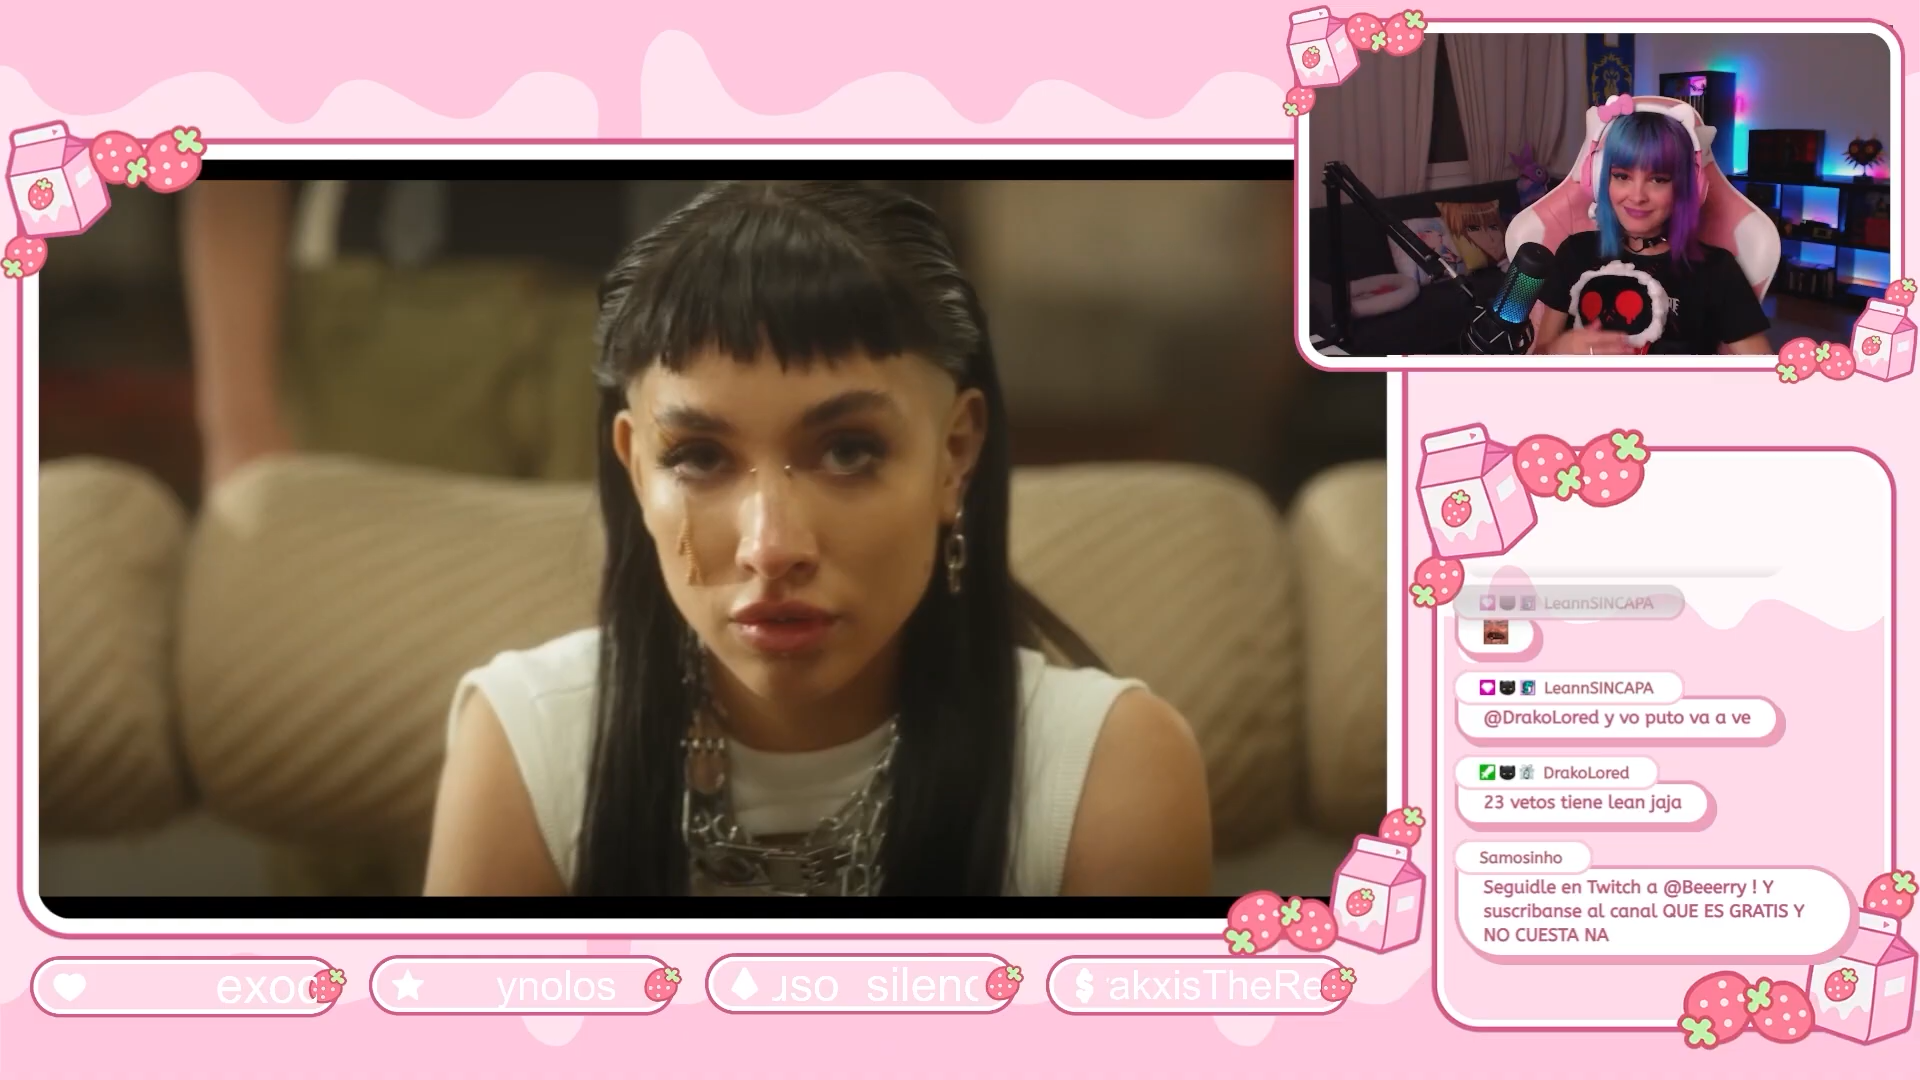 LeannSINCAPA
LeannSINCAPA
@DrakoLored y vo puto va a ve
DrakoLored
23 vetos tiene lean jaja
Samosinho
Seguidle en Twitch a @Beeerry ! Y
suscribanse al canal QUE ES GRATIS Y
NO CUESTA NA
ynolos